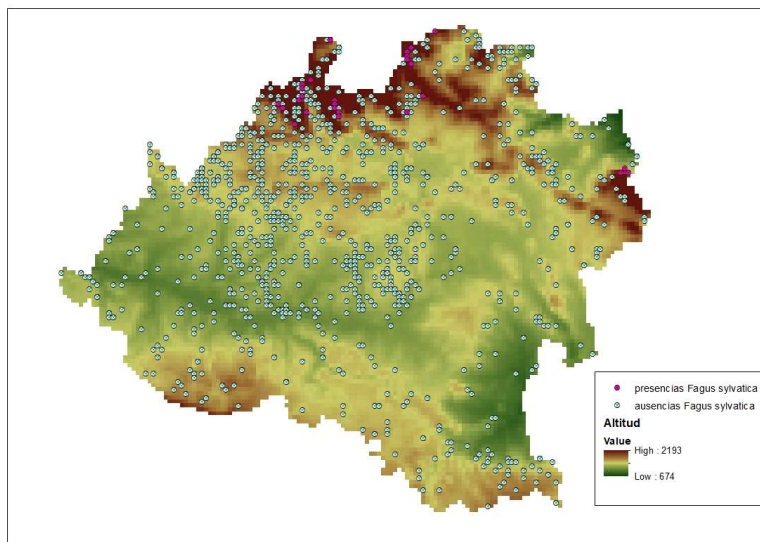 presencias Fagus sylvatica
ausencias Fagus sylvatica
Altitud
Value
High : 2193
Low : 674